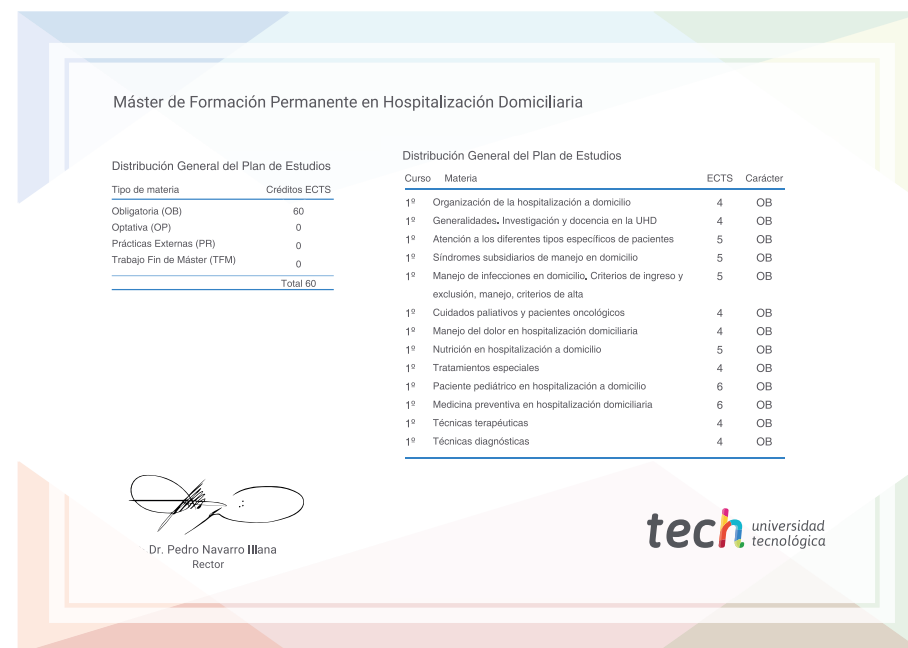 Máster de Formación Permanente en Hospitalización Domiciliaria
Distribución General del Plan de Estudios
Tipo de materia Créditos ECTS
Obligatoria (OB) 60
Optativa (OP) 0
Prácticas Externas (PR) 0
Trabajo Fin de Máster (TFM) 0
Total 60
Distribución General del Plan de Estudios
Curso Materia ECTS Carácter
1º Organización de la hospitalización a domicilio 4 OB
1º Generalidades. Investigación y docencia en la UHD 4 OB
1º Atención a los diferentes tipos específicos de pacientes 5 OB
1º Síndromes subsidiarios de manejo en domicilio 5 OB
1º Manejo de infecciones en domicilio. Criterios de ingreso y 5 OB
exclusión, manejo, criterios de alta
1º Cuidados paliativos y pacientes oncológicos 4 OB
1º Manejo del dolor en hospitalización domiciliaria 4 OB
1º Nutrición en hospitalización a domicilio 5 OB
1º Tratamientos especiales 4 OB
1º Paciente pediátrico en hospitalización a domicilio 6 OB
1º Medicina preventiva en hospitalización domiciliaria 6 OB
1º Técnicas terapéuticas 4 OB
1º Técnicas diagnósticas 4 OB
Dr. Pedro Navarro Illana
Rector
tech universidad
tecnológica